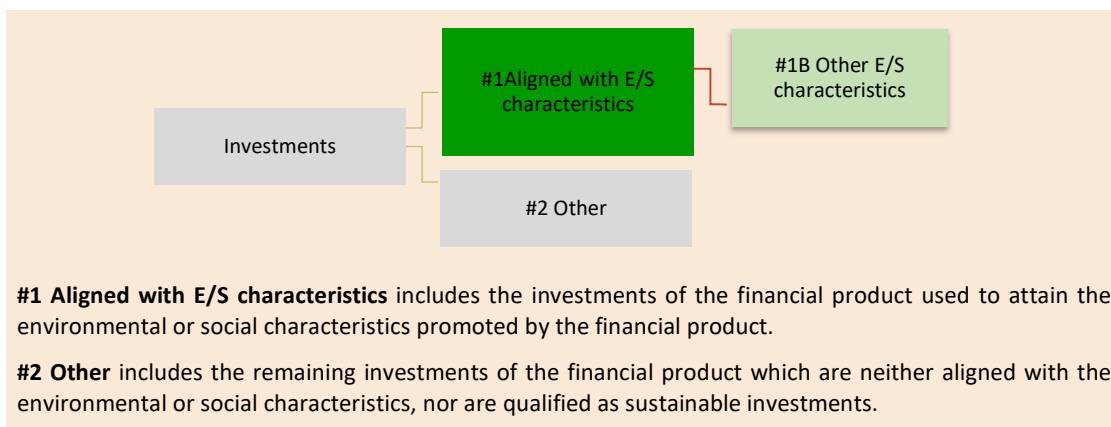 #1Aligned with E/S
characteristics
#1B Other E/S
characteristics
Investments
#2 Other
#1 Aligned with E/S characteristics includes the investments of the financial product used to attain the
environmental or social characteristics promoted by the financial product.
#2 Other includes the remaining investments of the financial product which are neither aligned with the
environmental or social characteristics, nor are qualified as sustainable investments.